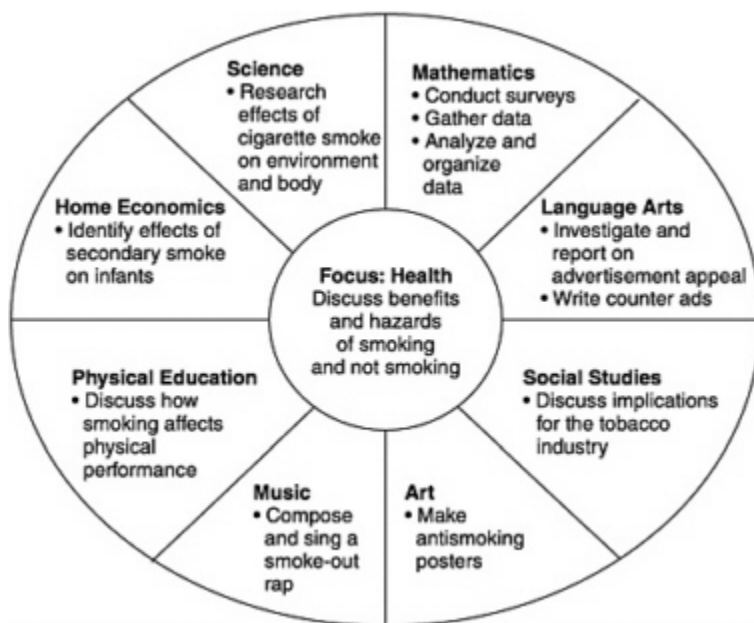 Science
• Research
effects of
cigarette smoke
on environment
and body
Mathematics
• Conduct surveys
• Gather data
• Analyze and
organize
data
Home Economics
• Identify effects of
secondary smoke
on infants
Language Arts
• Investigate and
report on
advertisement appeal
• Write counter ads
Focus: Health
Discuss benefits
and hazards
of smoking
and not smoking
Physical Education
• Discuss how
smoking affects
physical
performance
Social Studies
• Discuss implications
for the tobacco
industry
Music
• Compose
and sing a
smoke-out
rap
Art
• Make
antismoking
posters